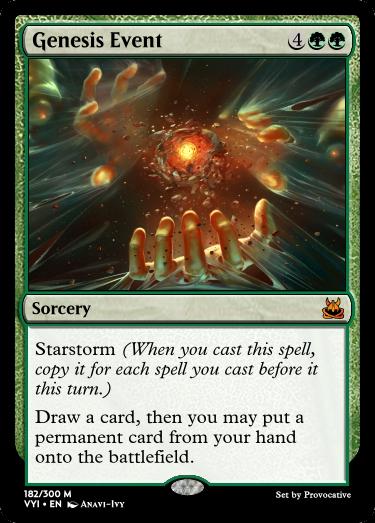 Genesis Event 4
Sorcery
Starstorm (When you cast this spell,
copy it for each spell you cast before it
this turn.)
Draw a card, then you may put a
permanent card from your hand
onto the battlefield.
182/300 M
VYI • EN Anavi-Ivy
Set by Provocative